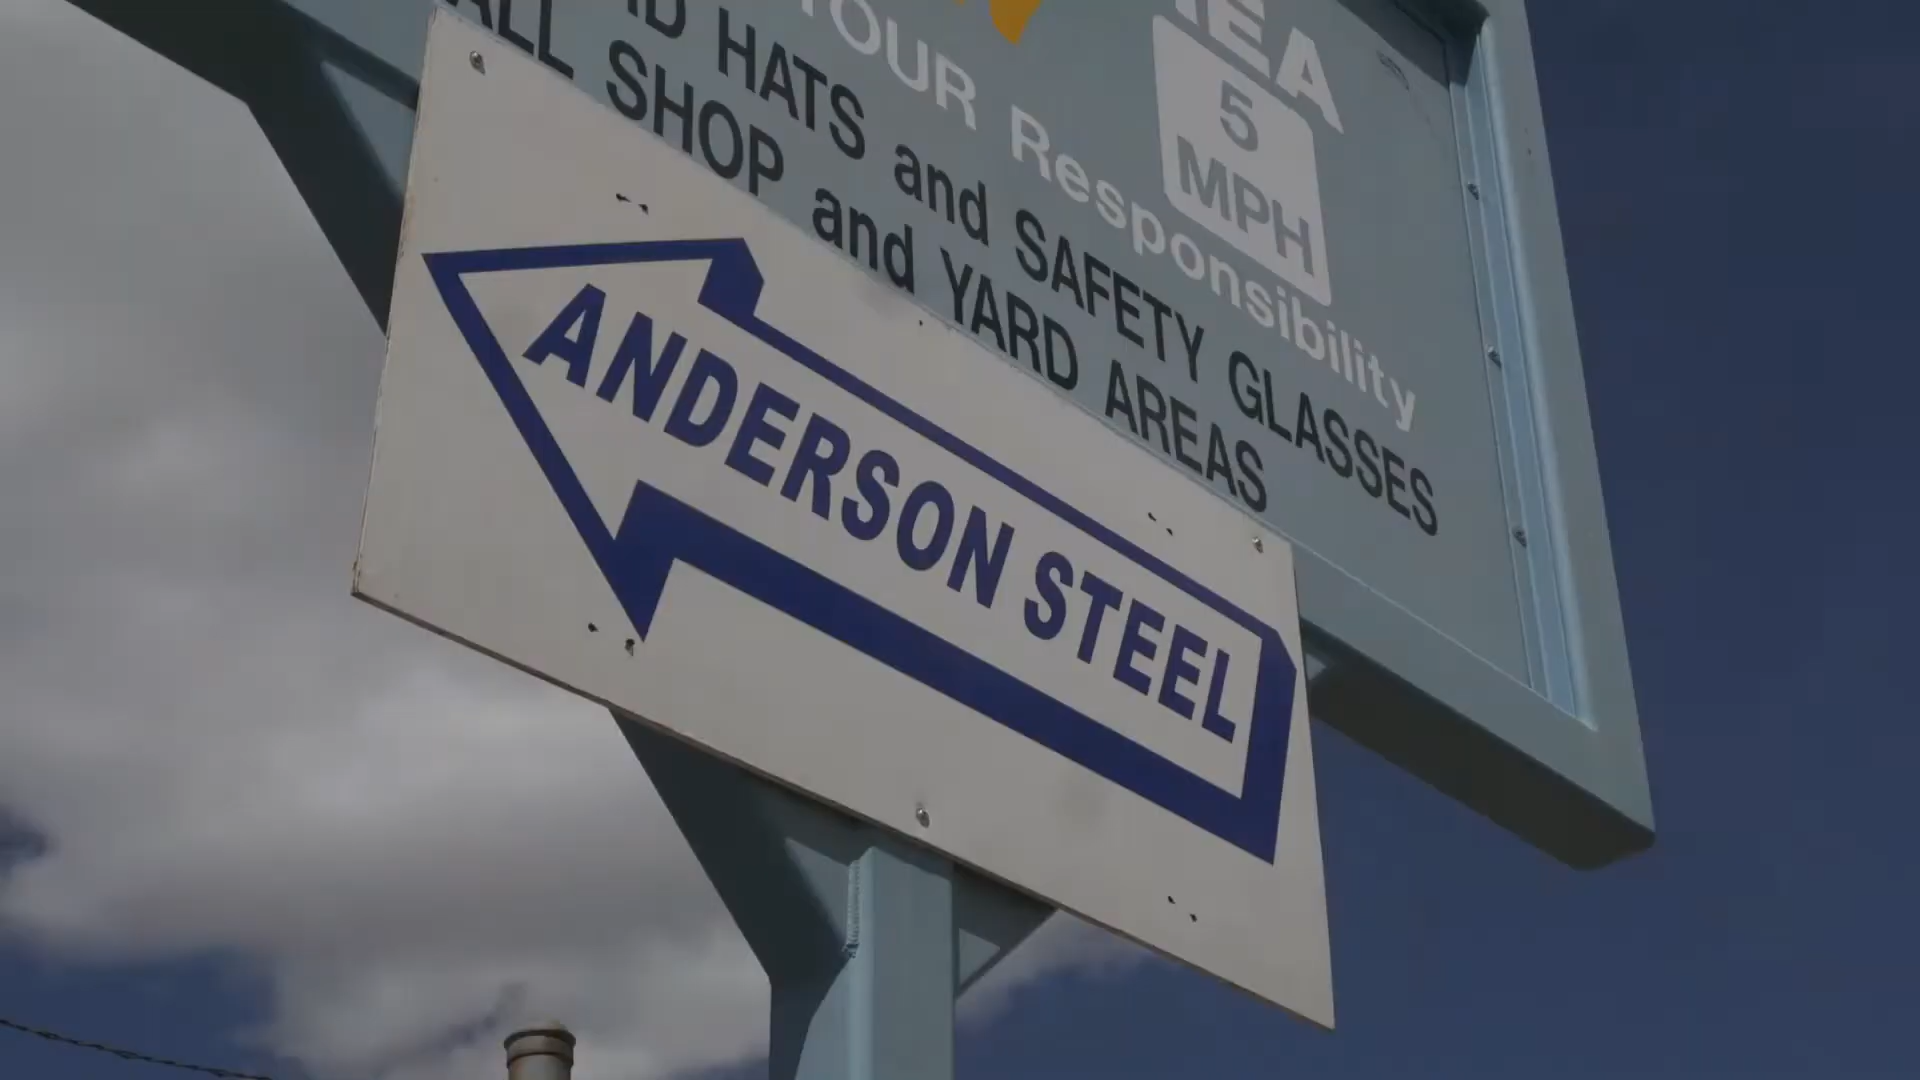 5
MPH
YOUR Responsibility
HATS and SAFETY GLASSES
ALL SHOP and YARD AREAS
ANDERSON STEEL